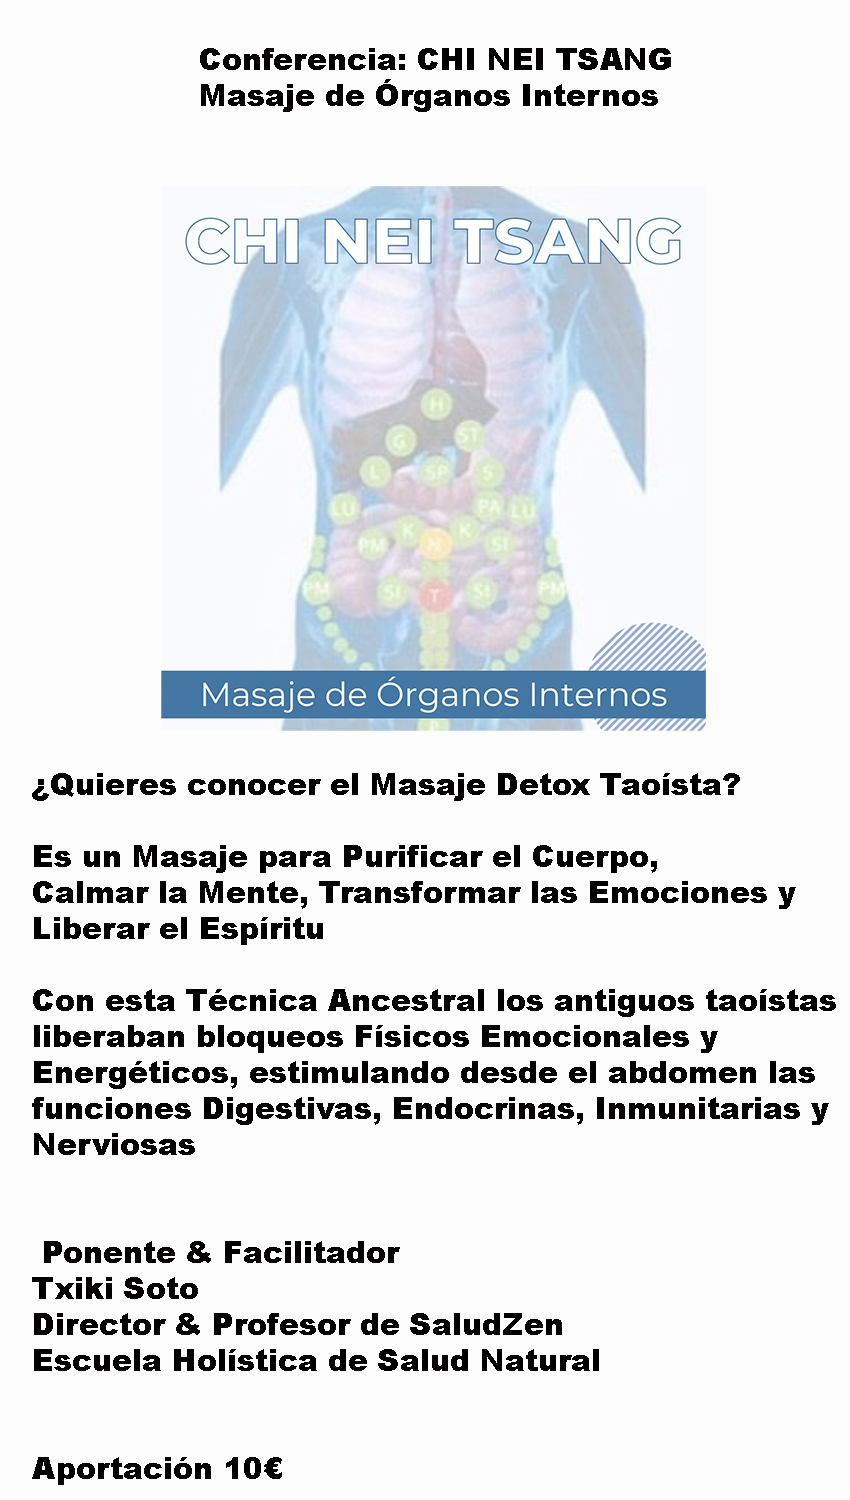 Conferencia: CHI NEI TSANG
Masaje de Órganos Internos
CHI NEI TSANG
H
G ST
L SP S
LU PA LU
K K
PM N SI
PM SI T SI PM
P
Masaje de Órganos Internos
¿Quieres conocer el Masaje Detox Taoísta?
Es un Masaje para Purificar el Cuerpo,
Calmar la Mente, Transformar las Emociones y
Liberar el Espíritu
Con esta Técnica Ancestral los antiguos taoístas
liberaban bloqueos Físicos Emocionales y
Energéticos, estimulando desde el abdomen las
funciones Digestivas, Endocrinas, Inmunitarias y
Nerviosas
Ponente & Facilitador
Txiki Soto
Director & Profesor de SaludZen
Escuela Holística de Salud Natural
Aportación 10€